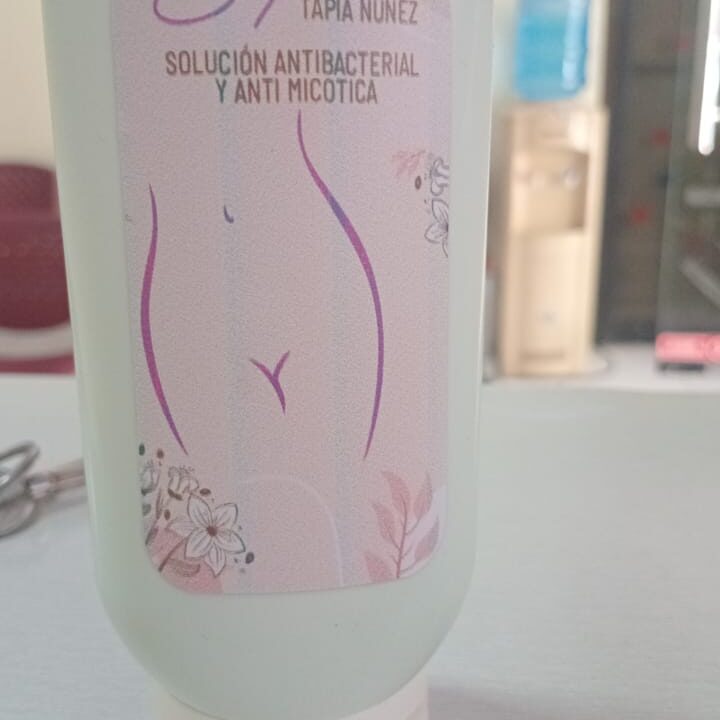 TAPIA NUÑEZ
SOLUCIÓN ANTIBACTERIAL
Y ANTI MICOTICA